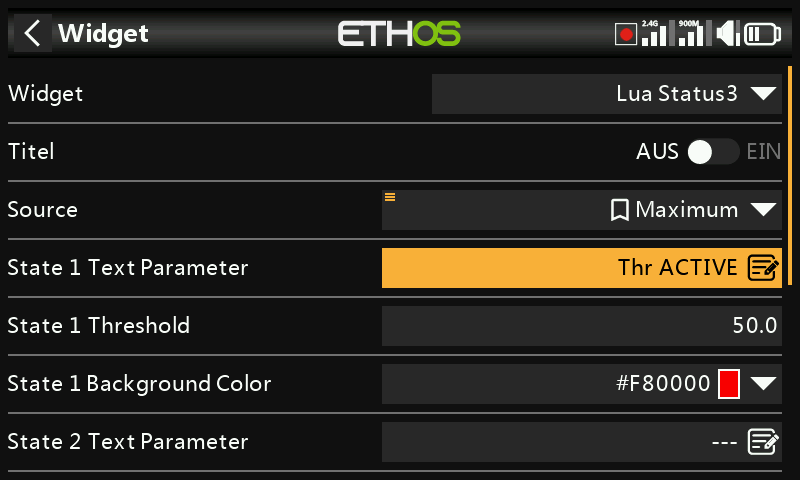 Widget ETHOS 2.4G 900M
Widget Lua Status3
Titel AUS EIN
Source Maximum
State 1 Text Parameter Thr ACTIVE
State 1 Threshold 50.0
State 1 Background Color #F80000
State 2 Text Parameter ---